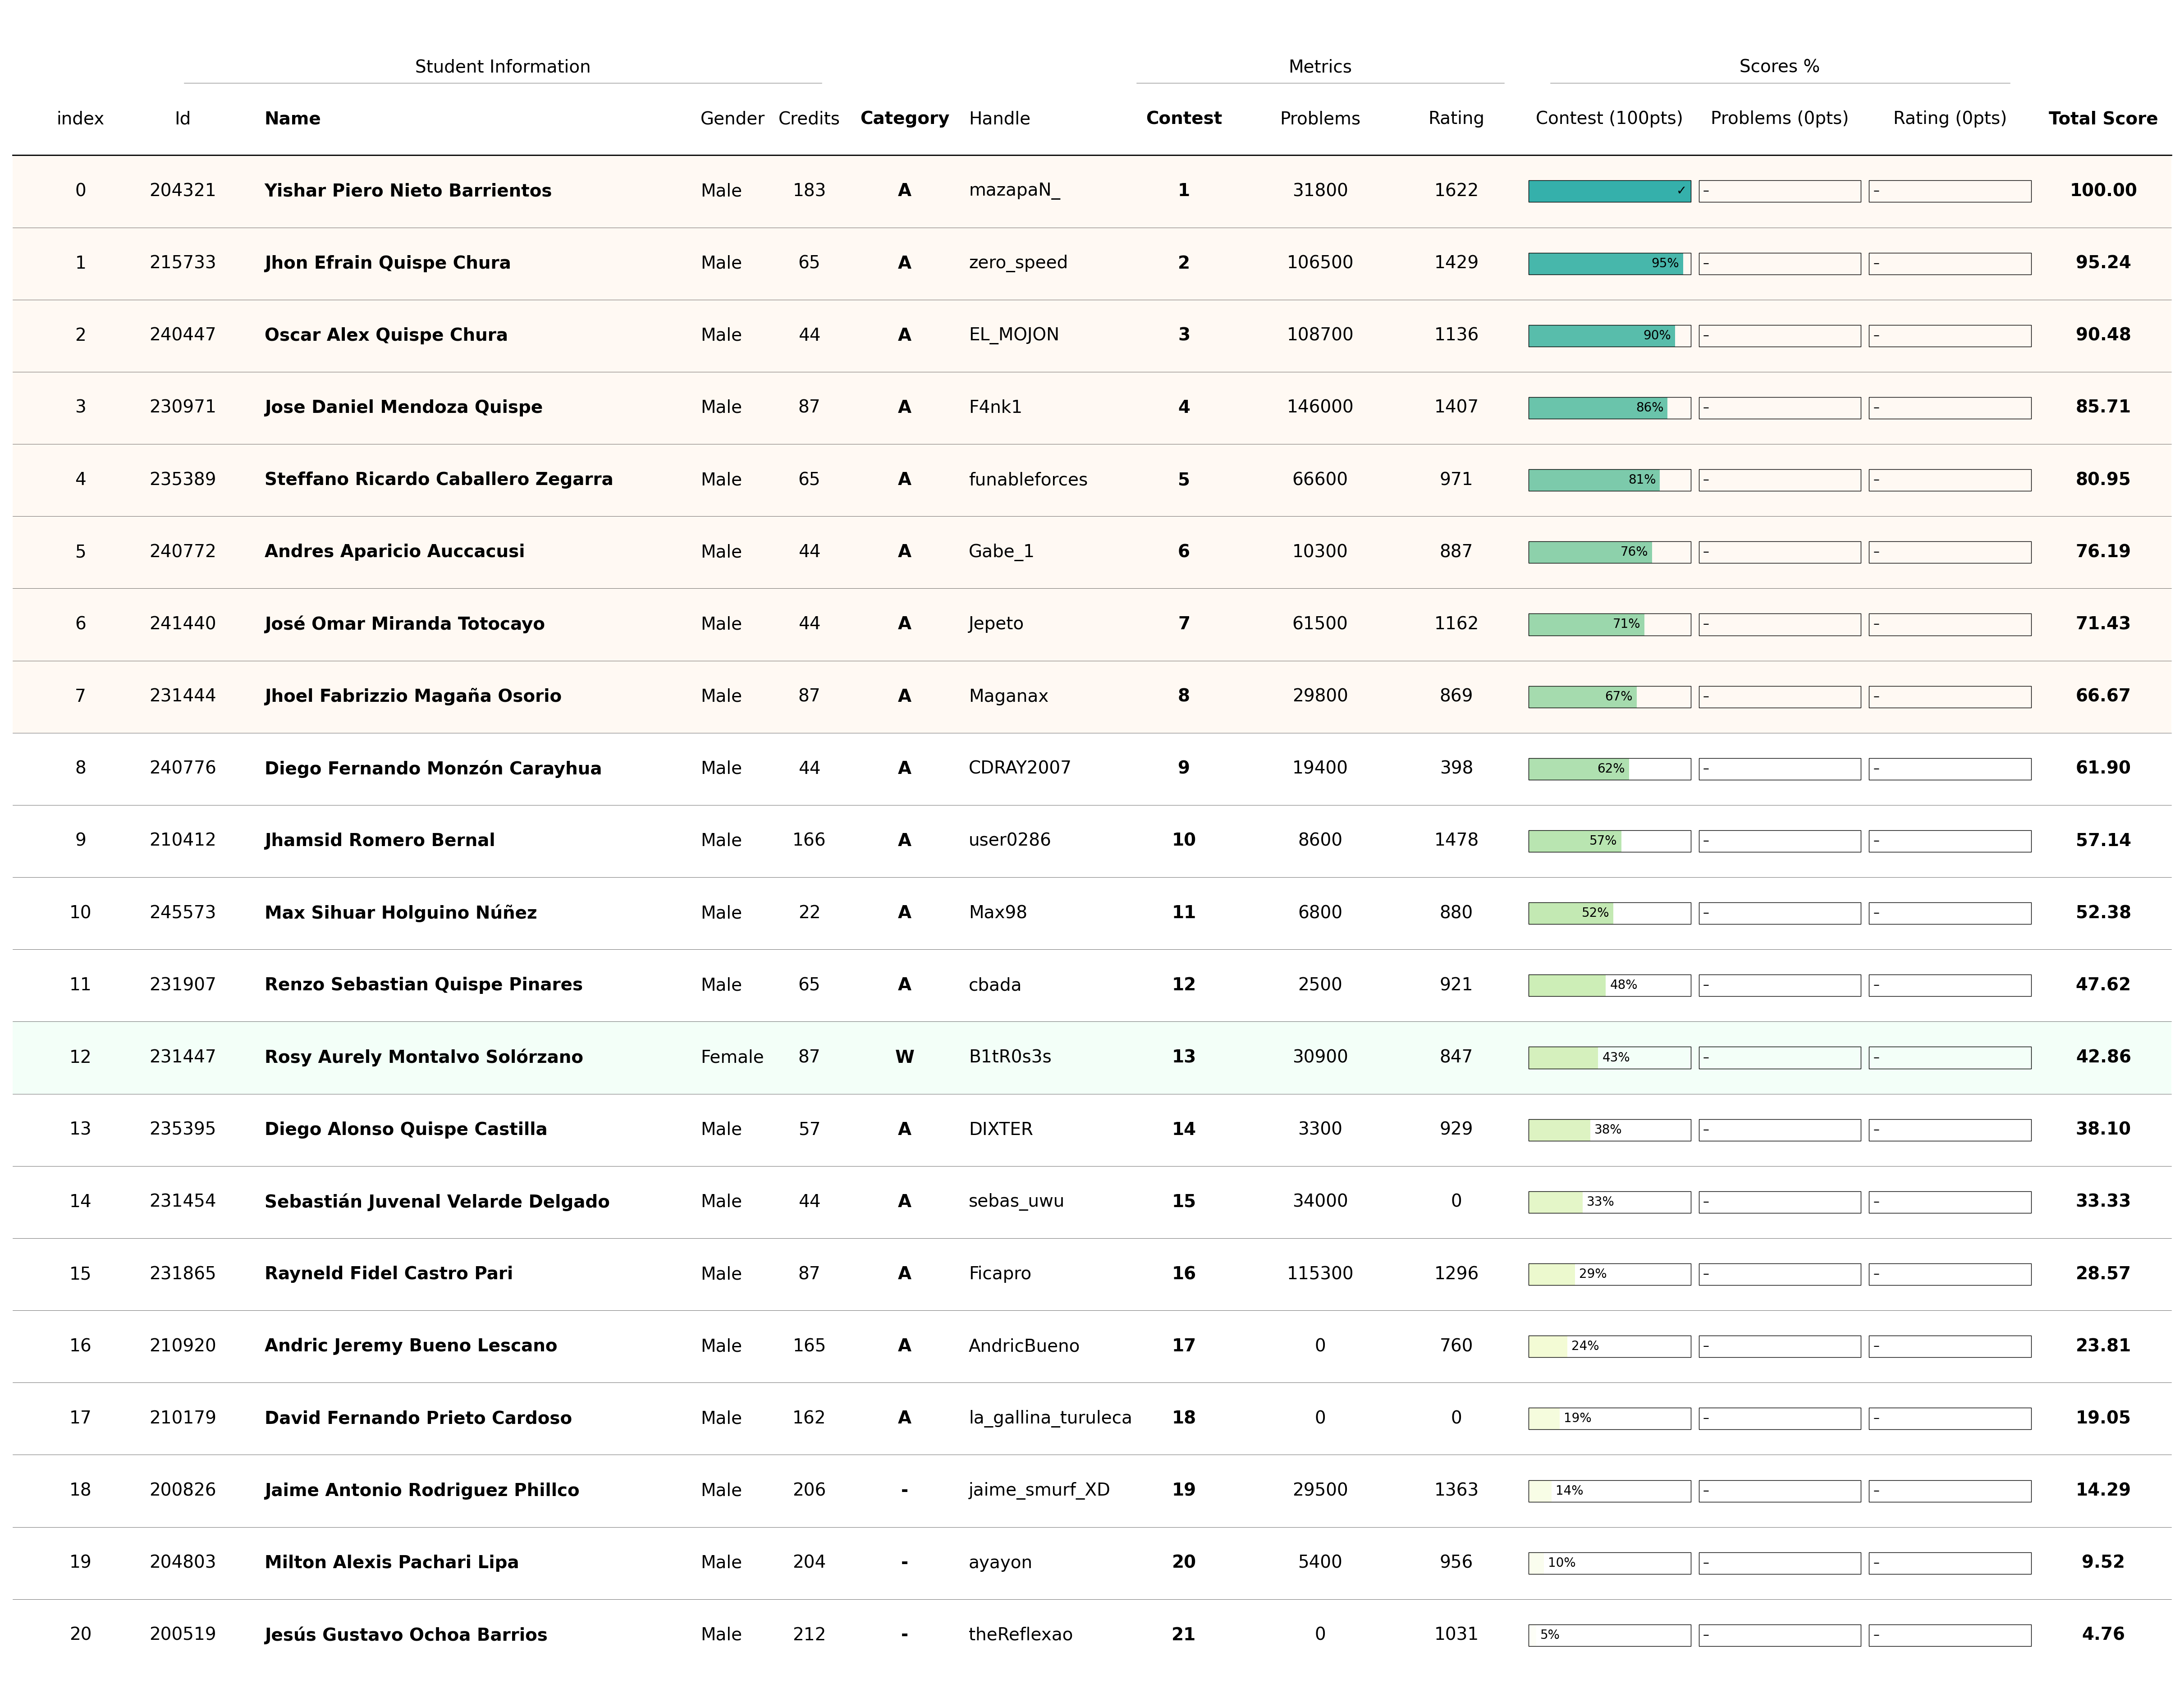 Student Information Metrics Scores %
index Id Name Gender Credits Category Handle Contest Problems Rating Contest (100pts) Problems (0pts) Rating (0pts) Total Score
0 204321 Yishar Piero Nieto Barrientos Male 183 A mazapaN_ 1 31800 1622 ✓ – – 100.00
1 215733 Jhon Efrain Quispe Chura Male 65 A zero_speed 2 106500 1429 95% – – 95.24
2 240447 Oscar Alex Quispe Chura Male 44 A EL_MOJON 3 108700 1136 90% – – 90.48
3 230971 Jose Daniel Mendoza Quispe Male 87 A F4nk1 4 146000 1407 86% – – 85.71
4 235389 Steffano Ricardo Caballero Zegarra Male 65 A funableforces 5 66600 971 81% – – 80.95
5 240772 Andres Aparicio Auccacusi Male 44 A Gabe_1 6 10300 887 76% – – 76.19
6 241440 José Omar Miranda Totocayo Male 44 A Jepeto 7 61500 1162 71% – – 71.43
7 231444 Jhoel Fabrizzio Magaña Osorio Male 87 A Maganax 8 29800 869 67% – – 66.67
8 240776 Diego Fernando Monzón Carayhua Male 44 A CDRAY2007 9 19400 398 62% – – 61.90
9 210412 Jhamsid Romero Bernal Male 166 A user0286 10 8600 1478 57% – – 57.14
10 245573 Max Sihuar Holguino Núñez Male 22 A Max98 11 6800 880 52% – – 52.38
11 231907 Renzo Sebastian Quispe Pinares Male 65 A cbada 12 2500 921 48% – – 47.62
12 231447 Rosy Aurely Montalvo Solórzano Female 87 W B1tR0s3s 13 30900 847 43% – – 42.86
13 235395 Diego Alonso Quispe Castilla Male 57 A DIXTER 14 3300 929 38% – – 38.10
14 231454 Sebastián Juvenal Velarde Delgado Male 44 A sebas_uwu 15 34000 0 33% – – 33.33
15 231865 Rayneld Fidel Castro Pari Male 87 A Ficapro 16 115300 1296 29% – – 28.57
16 210920 Andric Jeremy Bueno Lescano Male 165 A AndricBueno 17 0 760 24% – – 23.81
17 210179 David Fernando Prieto Cardoso Male 162 A la_gallina_turuleca 18 0 0 19% – – 19.05
18 200826 Jaime Antonio Rodriguez Phillco Male 206 - jaime_smurf_XD 19 29500 1363 14% – – 14.29
19 204803 Milton Alexis Pachari Lipa Male 204 - ayayon 20 5400 956 10% – – 9.52
20 200519 Jesús Gustavo Ochoa Barrios Male 212 - theReflexao 21 0 1031 5% – – 4.76